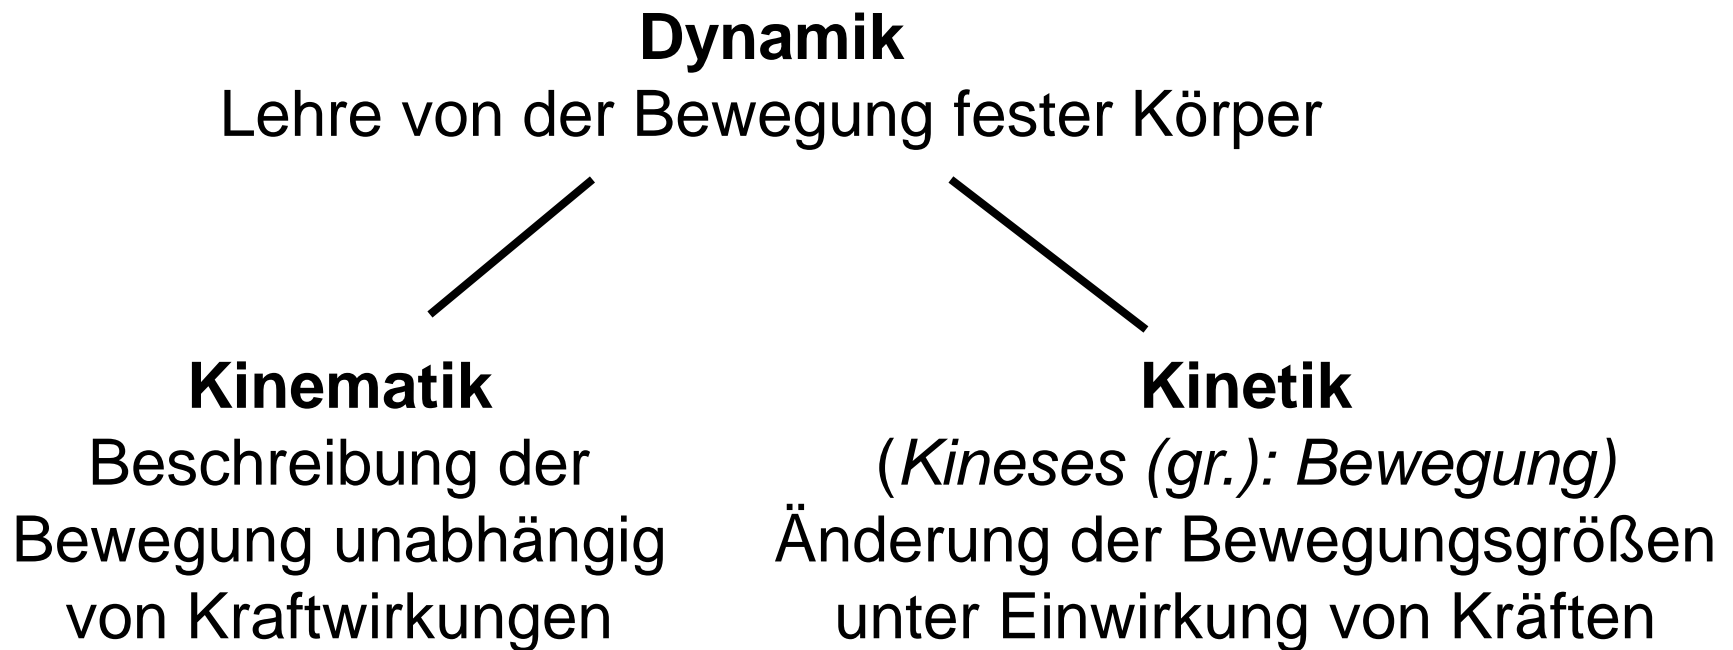 Dynamik
Lehre von der Bewegung fester Körper
Kinematik
Beschreibung der
Bewegung unabhängig
von Kraftwirkungen
Kinetik
(Kineses (gr.): Bewegung)
Änderung der Bewegungsgrößen
unter Einwirkung von Kräften